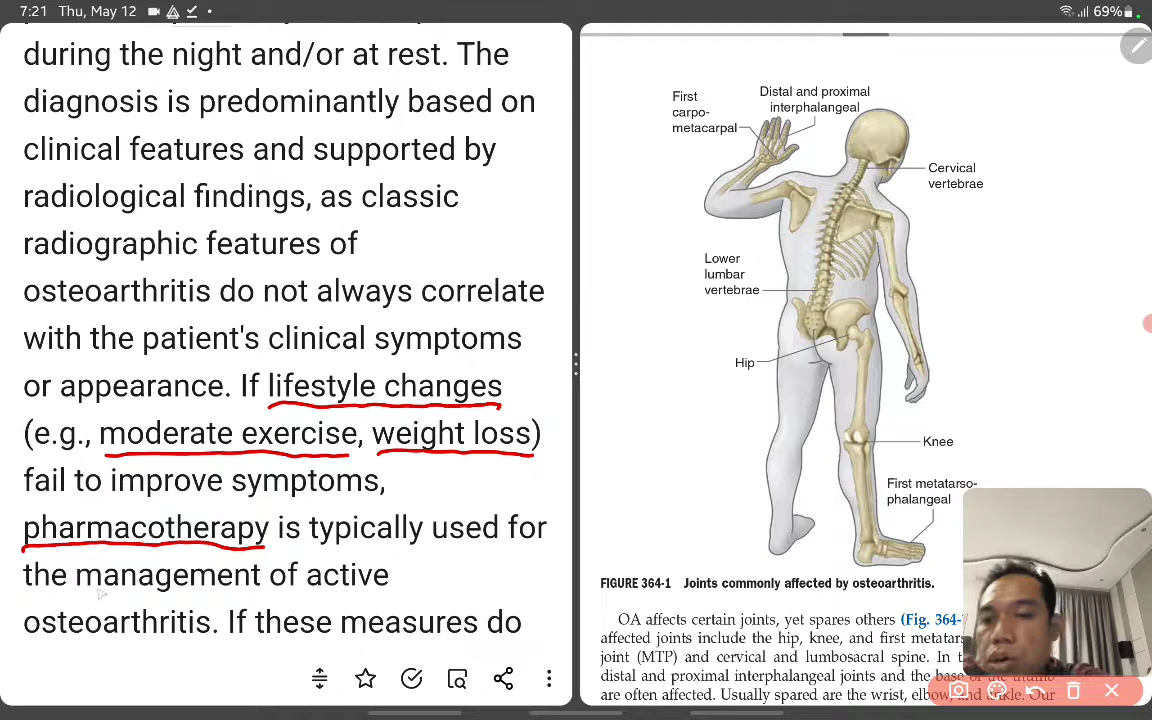 7:21 Thu, May 12
69%
during the night and/or at rest. The
diagnosis is predominantly based on
clinical features and supported by
radiological findings, as classic
radiographic features of
osteoarthritis do not always correlate
with the patient's clinical symptoms
or appearance. If lifestyle changes
(e.g., moderate exercise, weight loss)
fail to improve symptoms,
pharmacotherapy is typically used for
the management of active
osteoarthritis. If these measures do
First
carpo-
metacarpal
Distal and proximal
interphalangeal
Cervical
vertebrae
Lower
lumbar
vertebrae
Hip
Knee
First metatarso-
phalangeal
FIGURE 364-1 Joints commonly affected by osteoarthritis.
OA affects certain joints, yet spares others (Fig. 364-
affected joints include the hip, knee, and first metatars
joint (MTP) and cervical and lumbosacral spine. In t
distal and proximal interphalangeal joints and the base of the thumb
are often affected. Usually spared are the wrist, elbow, and ankle. Our